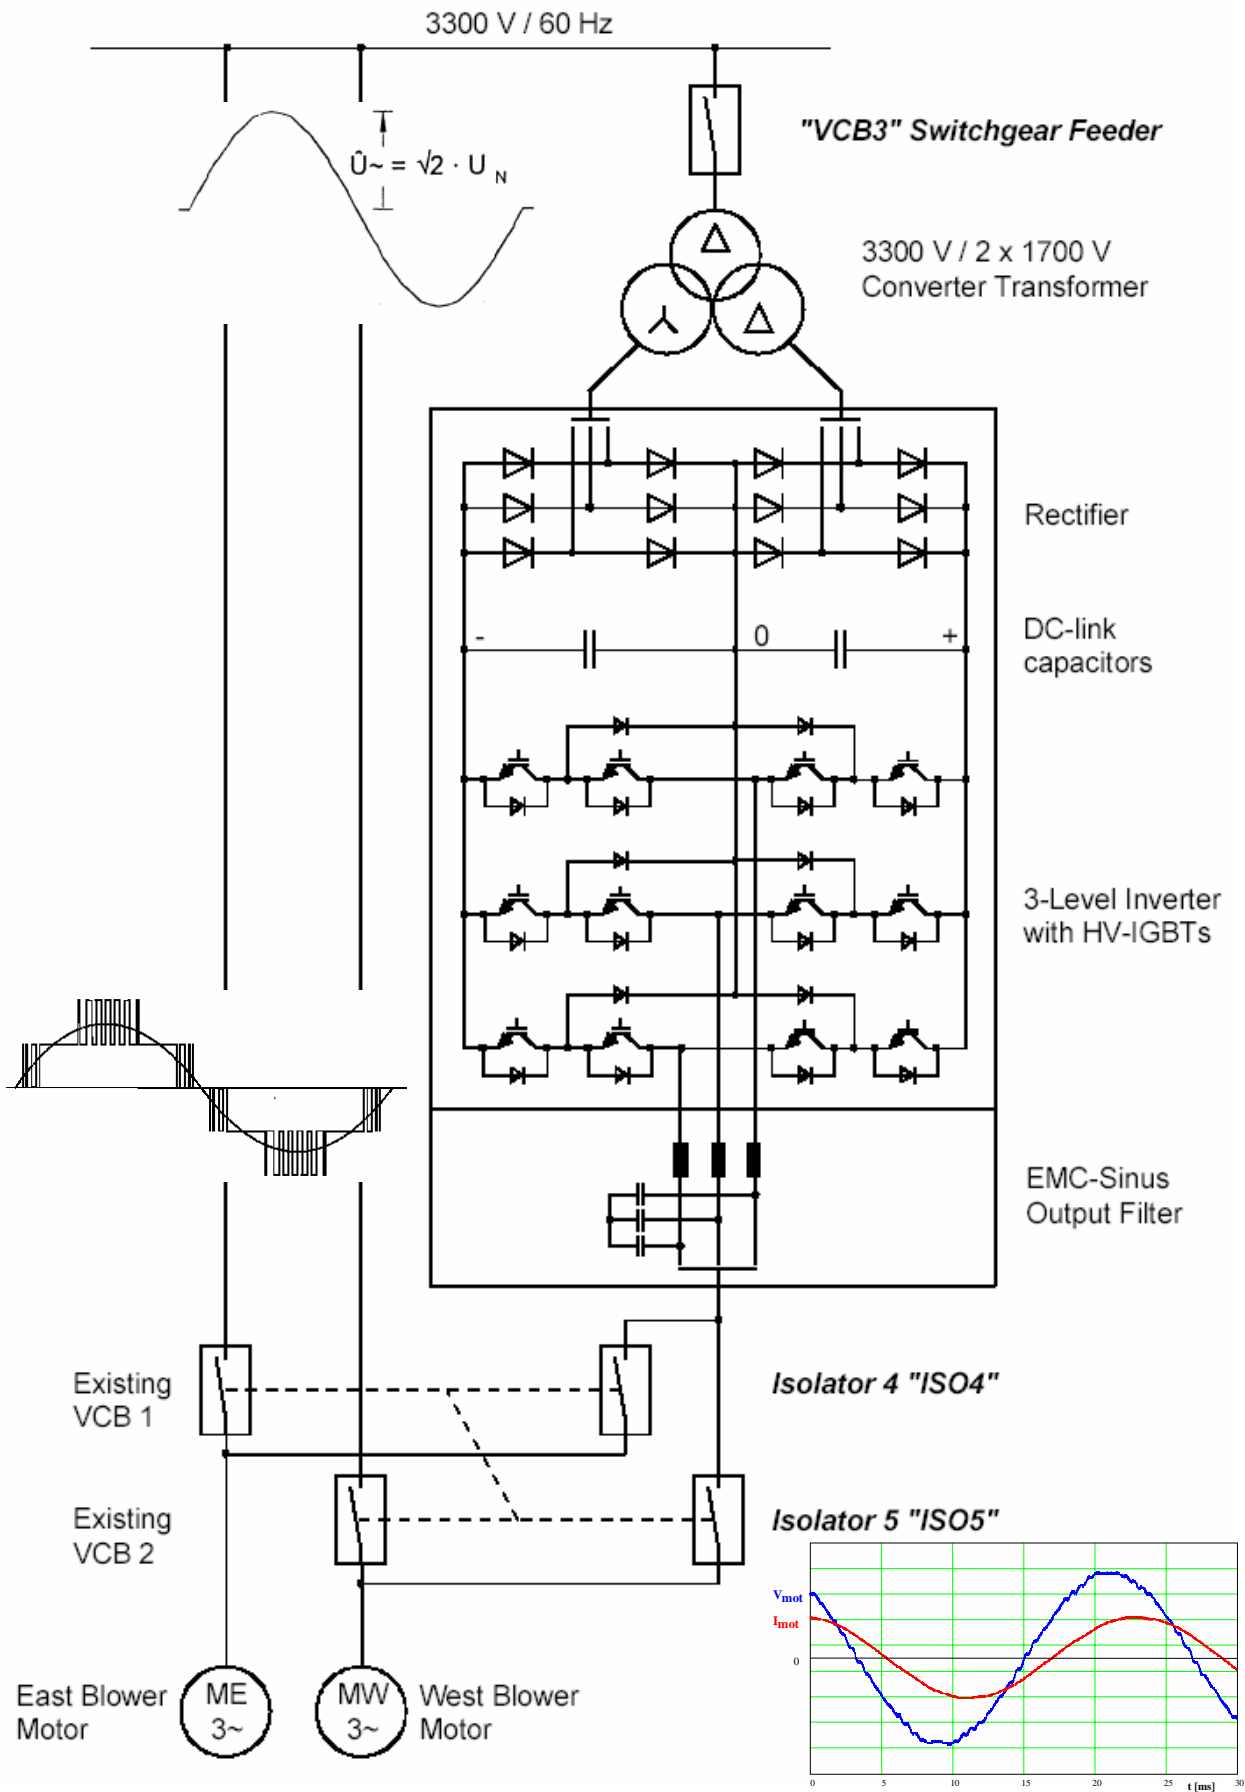 3300 V / 60 Hz
"VCB3" Switchgear Feeder
Û~ = √2 · U N
3300 V / 2 x 1700 V
Converter Transformer
Rectifier
- 0 +
DC-link
capacitors
3-Level Inverter
with HV-IGBTs
EMC-Sinus
Output Filter
Existing
VCB 1
Isolator 4 "ISO4"
Existing
VCB 2
Isolator 5 "ISO5"
East Blower
Motor
ME
3~
MW
3~
West Blower
Motor
Vmot
Imot
0
0 5 10 15 20 25 30
t [ms]